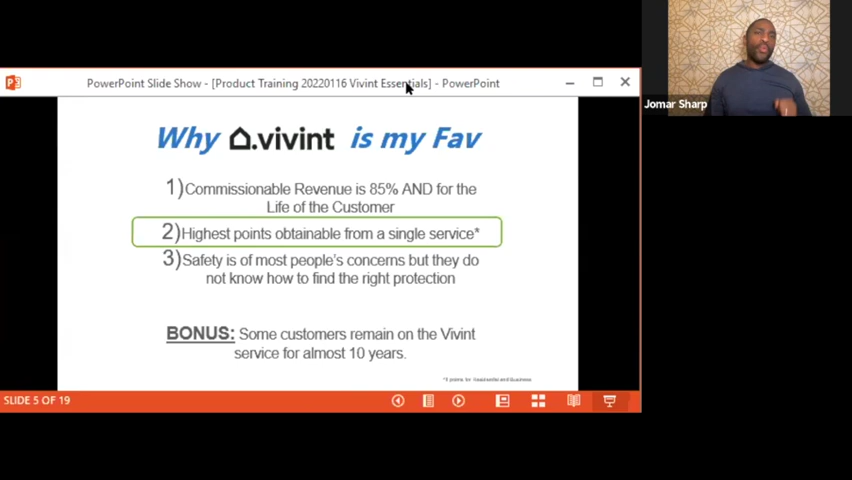 PowerPoint Slide Show - [Product Training 20220116 Vivint Essentials] - PowerPoint
Jomar Sharp
Why vivint is my Fav
1) Commissionable Revenue is 85% AND for the
Life of the Customer
2) Highest points obtainable from a single service*
3) Safety is of most people's concerns but they do
not know how to find the right protection
BONUS: Some customers remain on the Vivint
service for almost 10 years.
points for Residential and Business
SLIDE 5 OF 19